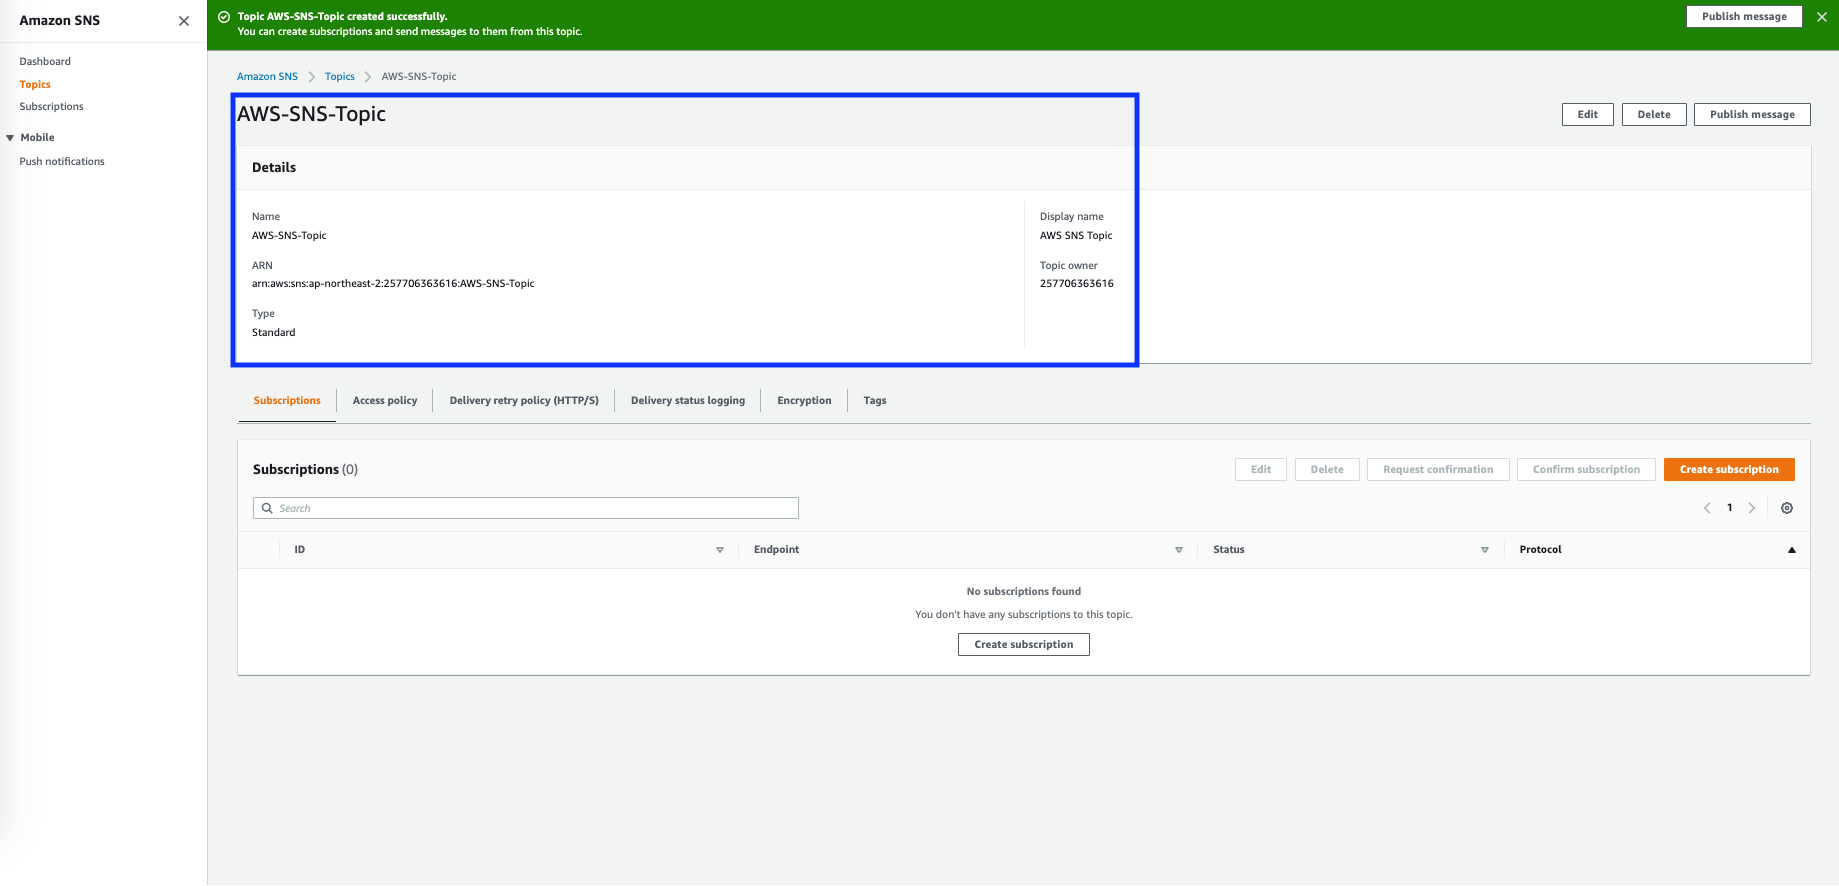 Amazon SNS
Dashboard
Topics
Subscriptions
Mobile
Push notifications
Topic AWS-SNS-Topic created successfully.
You can create subscriptions and send messages to them from this topic.
Publish message
Amazon SNS
Topics
AWS-SNS-Topic
AWS-SNS-Topic
Edit
Delete
Publish message
Details
Name
AWS-SNS-Topic
ARN
arn:aws:sns:ap-northeast-2:257706363616:AWS-SNS-Topic
Type
Standard
Display name
AWS SNS Topic
Topic owner
257706363616
Subscriptions
Access policy
Delivery retry policy (HTTP/S)
Delivery status logging
Encryption
Tags
Subscriptions (0)
Edit
Delete
Request confirmation
Confirm subscription
Create subscription
Search
1
ID
Endpoint
Status
Protocol
No subscriptions found
You don't have any subscriptions to this topic.
Create subscription